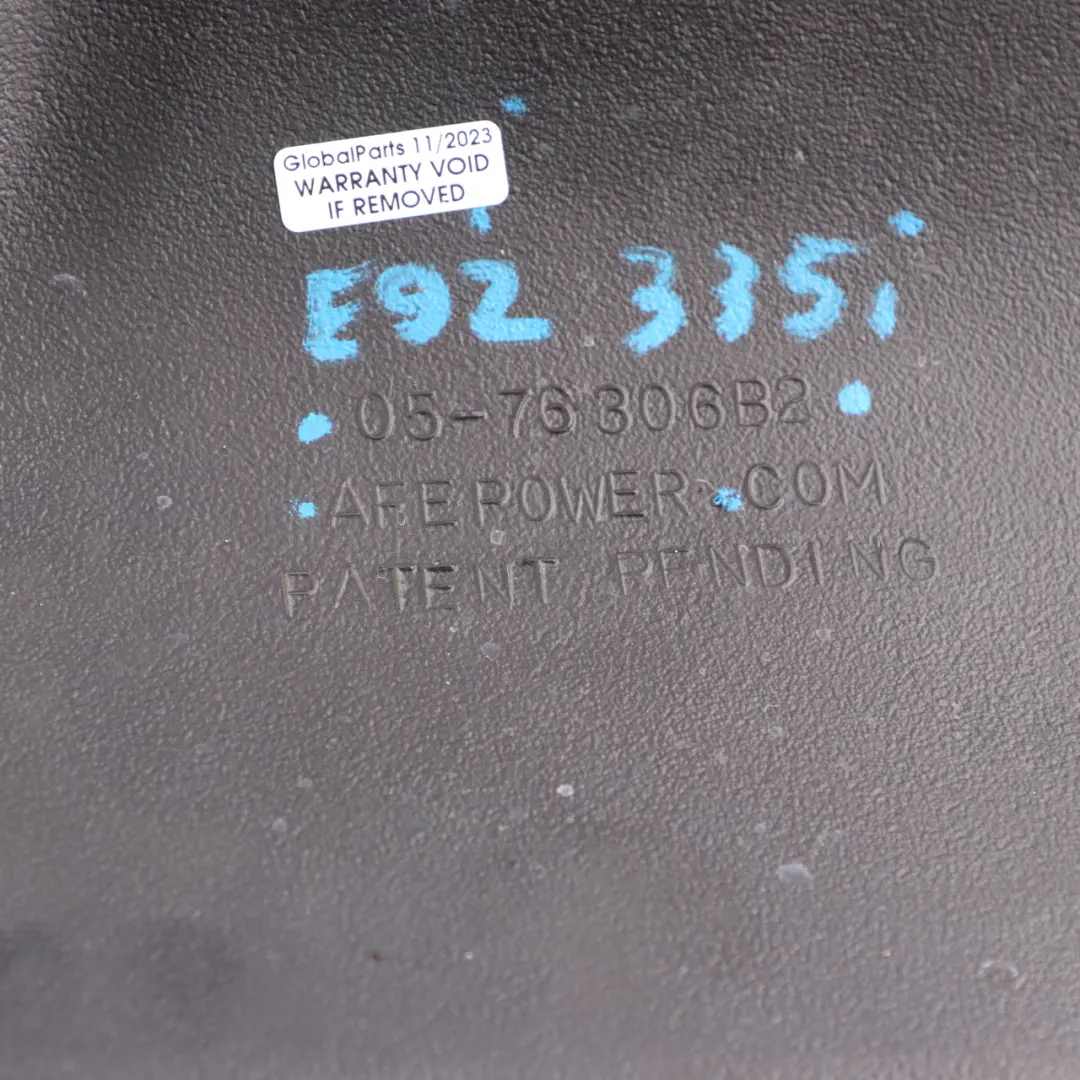 GlobalParts 11/2023
WARRANTY VOID
IF REMOVED
E92 335i
05-76306B2
AFEPOWER.COM
PATENT PENDING